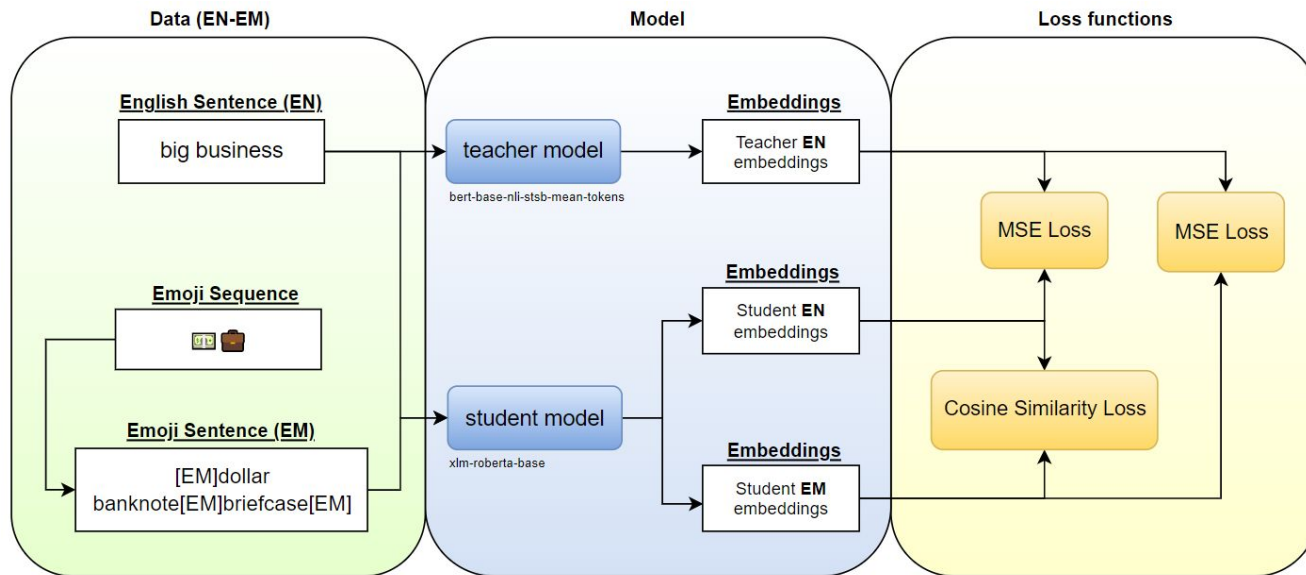 Data (EN-EM)
Model
Loss functions
English Sentence (EN)
big business
teacher model
bert-base-nli-stsb-mean-tokens
Embeddings
Teacher EN
embeddings
MSE Loss
MSE Loss
Emoji Sequence
💵💼
Embeddings
Student EN
embeddings
Cosine Similarity Loss
student model
xlm-roberta-base
Emoji Sentence (EM)
[EM]dollar
banknote[EM]briefcase[EM]
Embeddings
Student EM
embeddings